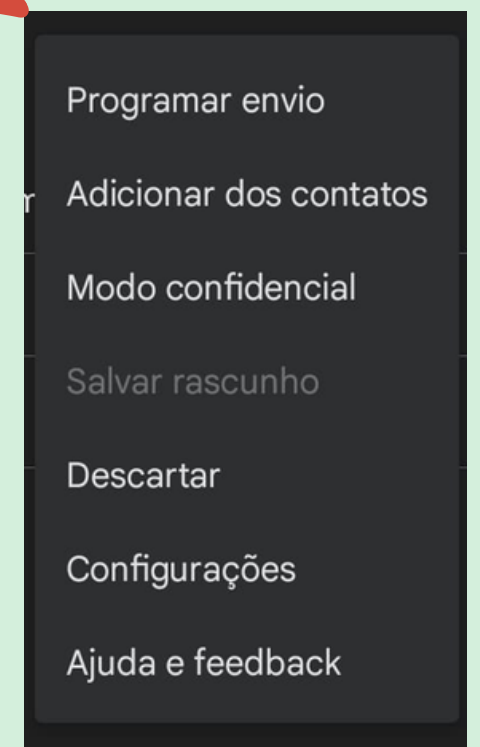 Programar envio
Adicionar dos contatos
Modo confidencial
Salvar rascunho
Descartar
Configurações
Ajuda e feedback